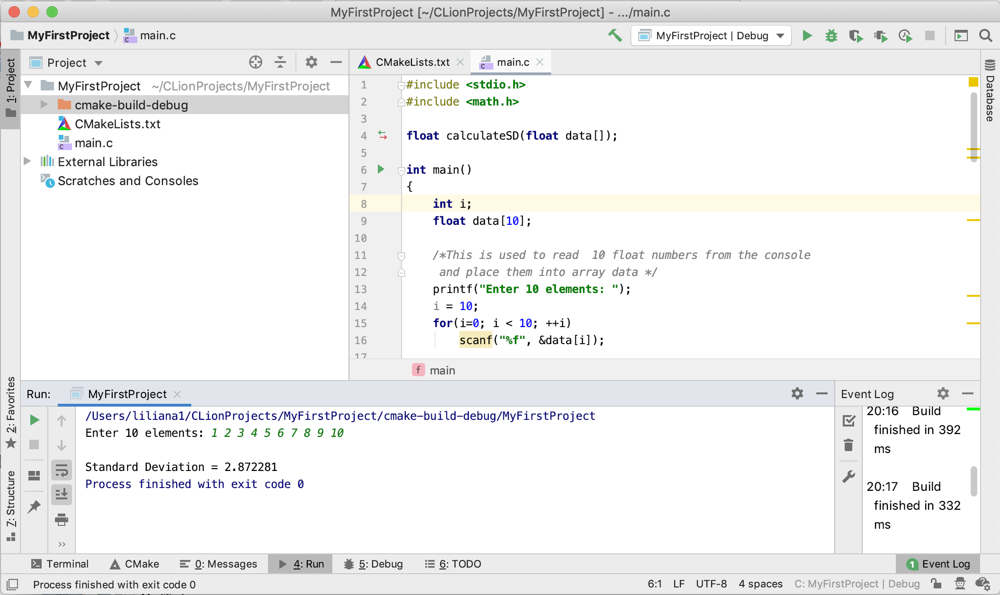 MyFirstProject [~/CLionProjects/MyFirstProject] - .../main.c
MyFirstProject main.c
MyFirstProject | Debug
1: Project
Project
MyFirstProject ~/CLionProjects/MyFirstProject
cmake-build-debug
CMakeLists.txt
main.c
External Libraries
Scratches and Consoles
CMakeLists.txt
main.c
1 #include <stdio.h>
2 #include <math.h>
3
4 float calculateSD(float data[]);
5
6 int main()
7 {
8 int i;
9 float data[10];
10
11 /*This is used to read  10 float numbers from the console
12 and place them into array data */
13 printf("Enter 10 elements: ");
14 i = 10;
15 for(i=0; i < 10; ++i)
16 scanf("%f", &data[i]);
17
f main
Database
2: Favorites
7: Structure
Run: MyFirstProject
/Users/liliana1/CLionProjects/MyFirstProject/cmake-build-debug/MyFirstProject
Enter 10 elements: 1 2 3 4 5 6 7 8 9 10
Standard Deviation = 2.872281
Process finished with exit code 0
Event Log
20:16 Build
finished in 392
ms
20:17 Build
finished in 332
ms
Terminal
CMake
0: Messages
4: Run
5: Debug
6: TODO
1 Event Log
Process finished with exit code 0
6:1 LF UTF-8 4 spaces C: MyFirstProject | Debug